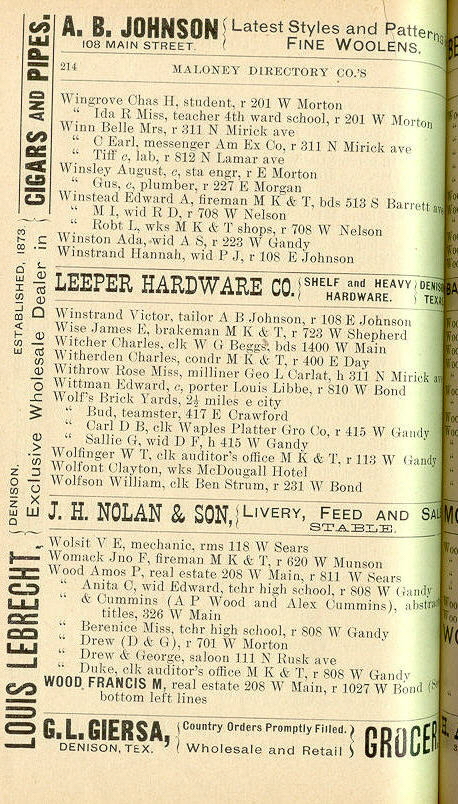 A. B. JOHNSON
108 MAIN STREET.
Latest Styles and Patterns
FINE WOOLENS.
214
MALONEY DIRECTORY CO.'S
Wingrove Chas H, student, r 201 W Morton
“ Ida R Miss, teacher 4th ward school, r 201 W Morton
Winn Belle Mrs, r 311 N Mirick ave
“ C Earl, messenger Am Ex Co, r 311 N Mirick ave
“ Tiff c, lab, r 812 N Lamar ave
Winsley August, c, sta engr, r E Morton
“ Gus, c, plumber, r 227 E Morgan
Winstead Edward A, fireman M K & T, bds 513 S Barrett ave
“ M I, wid R D, r 708 W Nelson
“ Robt L, wks M K & T shops, r 708 W Nelson
Winston Ada, wid A S, r 223 W Gandy
Winstrand Hannah, wid P J, r 108 E Johnson
LEEPER HARDWARE CO.
SHELF and HEAVY
HARDWARE.
DENIS
TEXA
Winstrand Victor, tailor A B Johnson, r 108 E Johnson
Wise James E, brakeman M K & T, r 723 W Shepherd
Witcher Charles, clk W G Beggs, bds 1400 W Main
Witherden Charles, condr M K & T, r 400 E Day
Withrow Rose Miss, milliner Geo L Carlat, h 311 N Mirick ave
Wittman Edward, c, porter Louis Libbe, r 810 W Bond
Wolf's Brick Yards, 2½ miles e city
“ Bud, teamster, 417 E Crawford
“ Carl D B, clk Waples Platter Gro Co, r 415 W Gandy
“ Sallie G, wid D F, h 415 W Gandy
Wolfinger W T, clk auditor's office M K & T, r 113 W Gandy
Wolfont Clayton, wks McDougall Hotel
Wolfson William, clk Ben Strum, r 231 W Bond
J. H. NOLAN & SON,
LIVERY, FEED AND SAL
STABLE.
Wolsit V E, mechanic, rms 118 W Sears
Womack Jno F, fireman M K & T, r 620 W Munson
Wood Amos P, real estate 208 W Main, r 811 W Sears
“ Anita C, wid Edward, tchr high school, r 808 W Gandy
“ & Cummins (A P Wood and Alex Cummins), abstrac
titles, 326 W Main
“ Berenice Miss, tchr high school, r 808 W Gandy
“ Drew (D & G), r 701 W Morton
“ Drew & George, saloon 111 N Rusk ave
“ Duke, clk auditor's office M K & T, r 808 W Gandy
WOOD FRANCIS M, real estate 208 W Main, r 1027 W Bond (Se
bottom left lines
G. L. GIERSA,
DENISON, TEX.
Country Orders Promptly Filled.
Wholesale and Retail
GROCER.
LOUIS LEBRECHT,
DENISON.
ESTABLISHED, 1873
Exclusive Wholesale Dealer in
CIGARS AND PIPES.